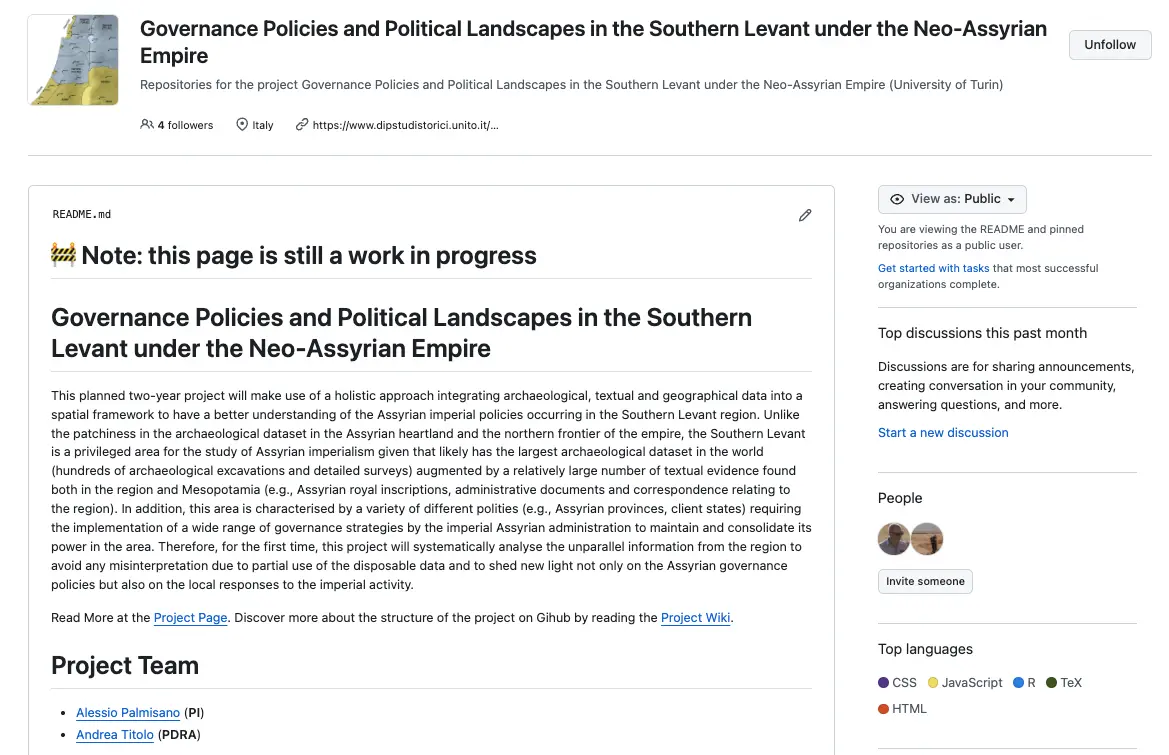 Governance Policies and Political Landscapes in the Southern Levant under the Neo-Assyrian
Empire
Unfollow
Repositories for the project Governance Policies and Political Landscapes in the Southern Levant under the Neo-Assyrian Empire (University of Turin)
4 followers
Italy
https://www.dipstudistorici.unito.it/...
README.md
🚧 Note: this page is still a work in progress
Governance Policies and Political Landscapes in the Southern
Levant under the Neo-Assyrian Empire
This planned two-year project will make use of a holistic approach integrating archaeological, textual and geographical data into a
spatial framework to have a better understanding of the Assyrian imperial policies occurring in the Southern Levant region. Unlike
the patchiness in the archaeological dataset in the Assyrian heartland and the northern frontier of the empire, the Southern Levant
is a privileged area for the study of Assyrian imperialism given that likely has the largest archaeological dataset in the world
(hundreds of archaeological excavations and detailed surveys) augmented by a relatively large number of textual evidence found
both in the region and Mesopotamia (e.g., Assyrian royal inscriptions, administrative documents and correspondence relating to
the region). In addition, this area is characterised by a variety of different polities (e.g., Assyrian provinces, client states) requiring
the implementation of a wide range of governance strategies by the imperial Assyrian administration to maintain and consolidate its
power in the area. Therefore, for the first time, this project will systematically analyse the unparallel information from the region to
avoid any misinterpretation due to partial use of the disposable data and to shed new light not only on the Assyrian governance
policies but also on the local responses to the imperial activity.
Read More at the Project Page. Discover more about the structure of the project on Gihub by reading the Project Wiki.
Project Team
• Alessio Palmisano (PI)
• Andrea Titolo (PDRA)
View as: Public
You are viewing the README and pinned
repositories as a public user.
Get started with tasks that most successful
organizations complete.
Top discussions this past month
Discussions are for sharing announcements,
creating conversation in your community,
answering questions, and more.
Start a new discussion
People
Invite someone
Top languages
CSS JavaScript R TeX
HTML